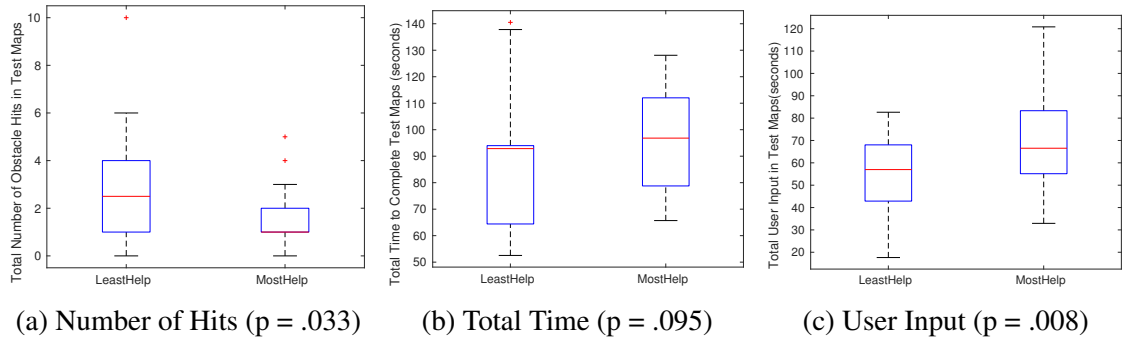 Total Number of Obstacle Hits in Test Maps
10
8
6
4
2
0
LeastHelp
MostHelp
(a) Number of Hits (p = .033)
Total Time to Complete Test Maps (seconds)
140
130
120
110
100
90
80
70
60
50
LeastHelp
MostHelp
(b) Total Time (p = .095)
Total User Input in Test Maps(seconds)
120
110
100
90
80
70
60
50
40
30
20
LeastHelp
MostHelp
(c) User Input (p = .008)